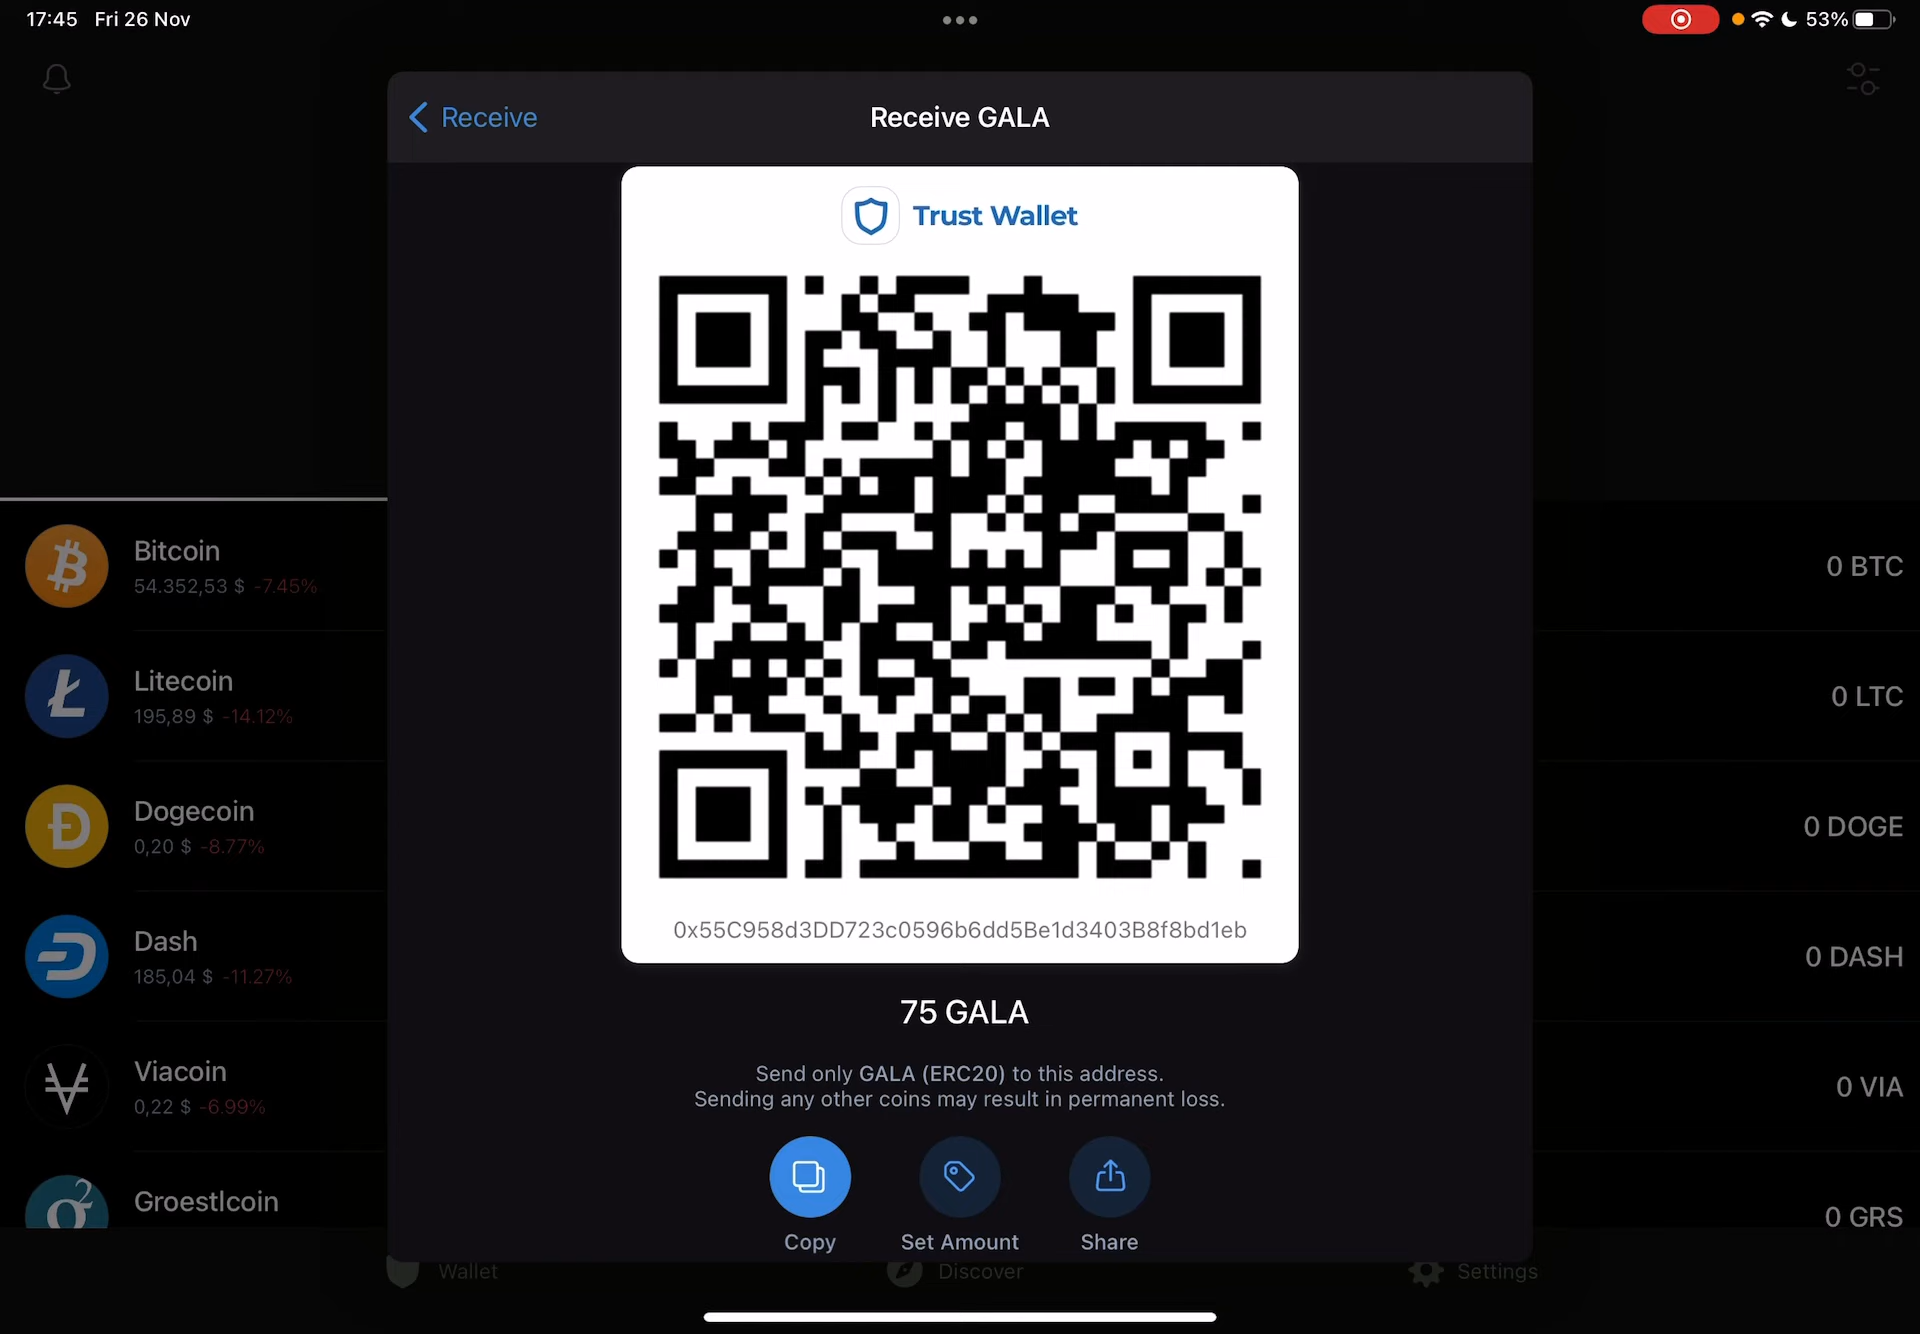 17:45 Fri 26 Nov
53%
Receive
Receive GALA
Trust Wallet
0x55C958d3DD723c0596b6dd5Be1d3403B8f8bd1eb
75 GALA
Send only GALA (ERC20) to this address.
Sending any other coins may result in permanent loss.
Copy
Set Amount
Share
Bitcoin
54.352,53 $ -7.45%
0 BTC
Litecoin
195,89 $ -14.12%
0 LTC
Dogecoin
0,20 $ -8.77%
0 DOGE
Dash
185,04 $ -11.27%
0 DASH
Viacoin
0,22 $ -6.99%
0 VIA
Groestlcoin
0 GRS
Wallet
Discover
Settings